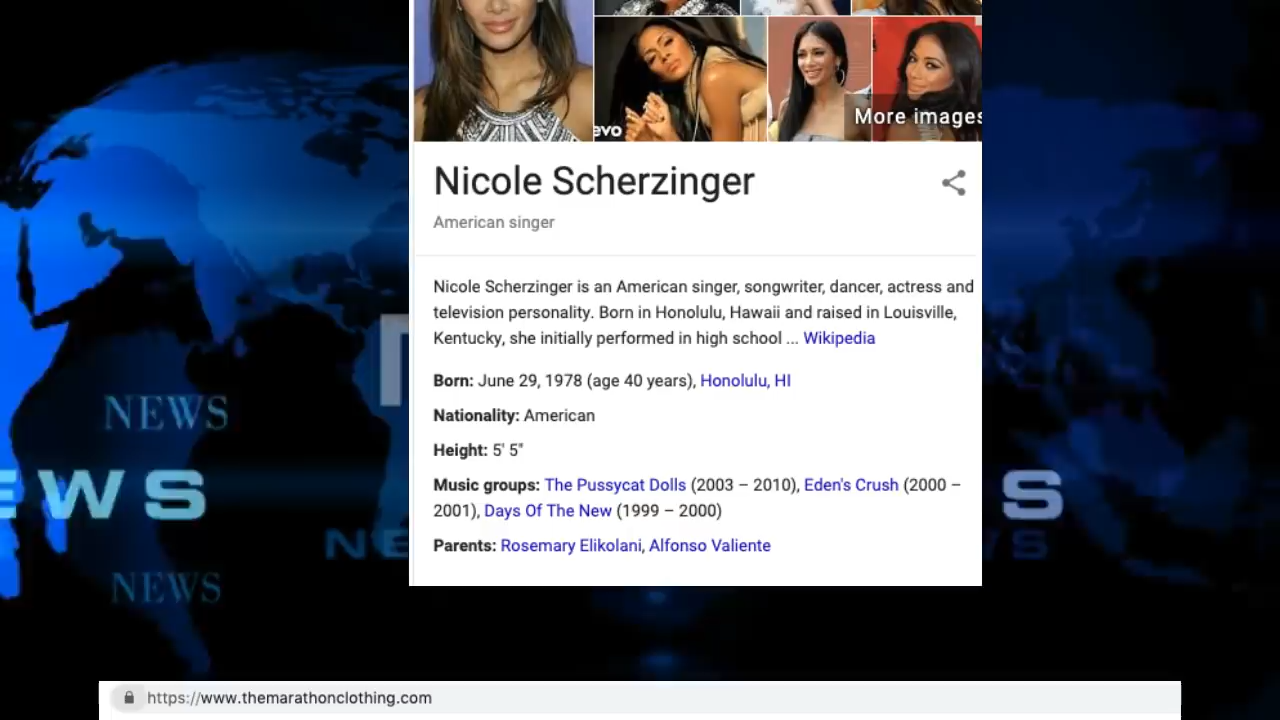 evo
More images
Nicole Scherzinger
American singer
Nicole Scherzinger is an American singer, songwriter, dancer, actress and
television personality. Born in Honolulu, Hawaii and raised in Louisville,
Kentucky, she initially performed in high school ... Wikipedia
Born: June 29, 1978 (age 40 years), Honolulu, HI
Nationality: American
Height: 5' 5"
Music groups: The Pussycat Dolls (2003 – 2010), Eden's Crush (2000 –
2001), Days Of The New (1999 – 2000)
Parents: Rosemary Elikolani, Alfonso Valiente
NEWS
EWS
S
NE
WS
NEWS
https://www.themarathonclothing.com